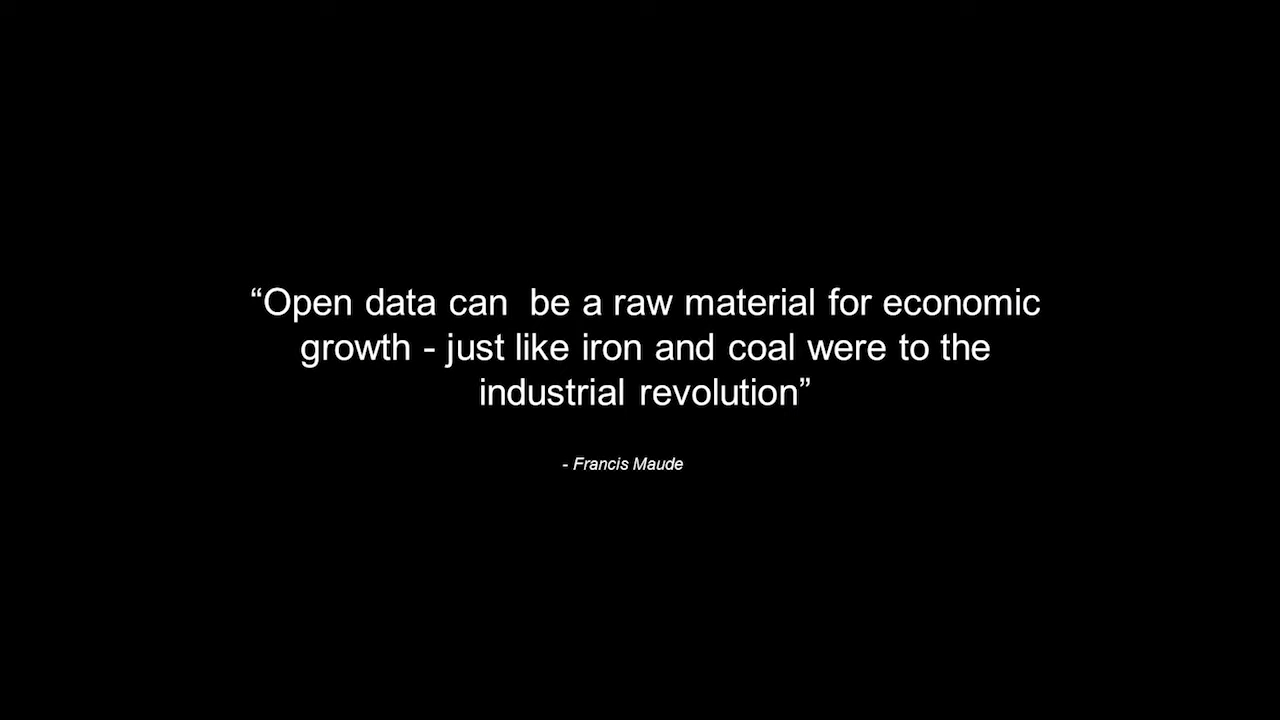 “Open data can  be a raw material for economic
growth - just like iron and coal were to the
industrial revolution”
- Francis Maude